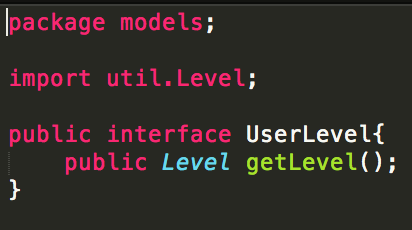 package models;
import util.Level;
public interface UserLevel{
public Level getLevel();
}